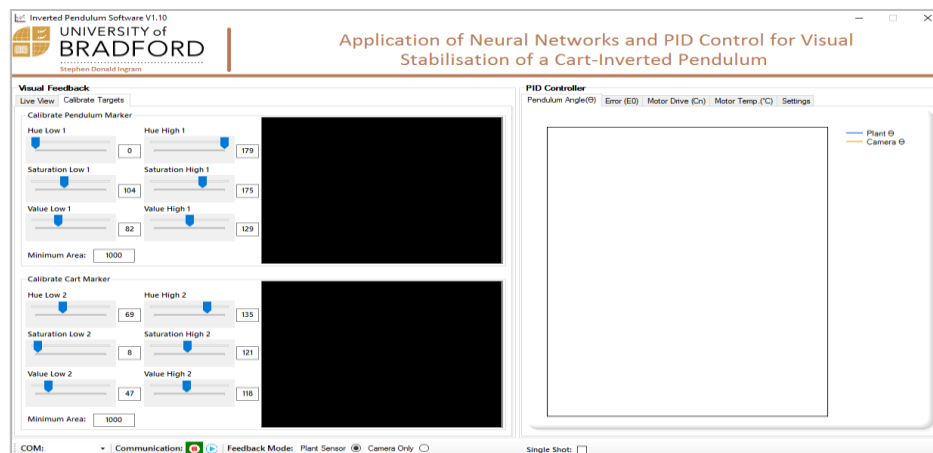 Inverted Pendulum Software V1.10
UNIVERSITY of
BRADFORD
Stephen Donald Ingram
Application of Neural Networks and PID Control for Visual
Stabilisation of a Cart-Inverted Pendulum
Visual Feedback
Live View Calibrate Targets
Calibrate Pendulum Marker
Hue Low 1 Hue High 1
0 179
Saturation Low 1 Saturation High 1
104 175
Value Low 1 Value High 1
82 129
Minimum Area: 1000
Calibrate Cart Marker
Hue Low 2 Hue High 2
69 135
Saturation Low 2 Saturation High 2
8 121
Value Low 2 Value High 2
47 118
Minimum Area: 1000
PID Controller
Pendulum Angle(Θ) Error (E0) Motor Drive (Cn) Motor Temp.(°C) Settings
Plant Θ
Camera Θ
COM: Communication: Feedback Mode: Plant Sensor Camera Only Single Shot: